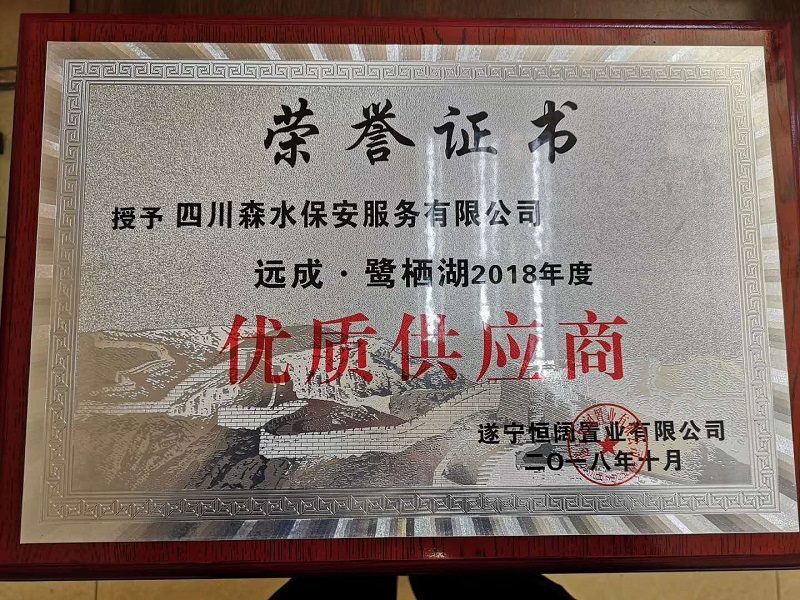 荣誉证书
授予 四川森水保安服务有限公司
远成·鹭栖湖2018年度
优质供应商
遂宁恒阔置业有限公司
二〇一八年十月